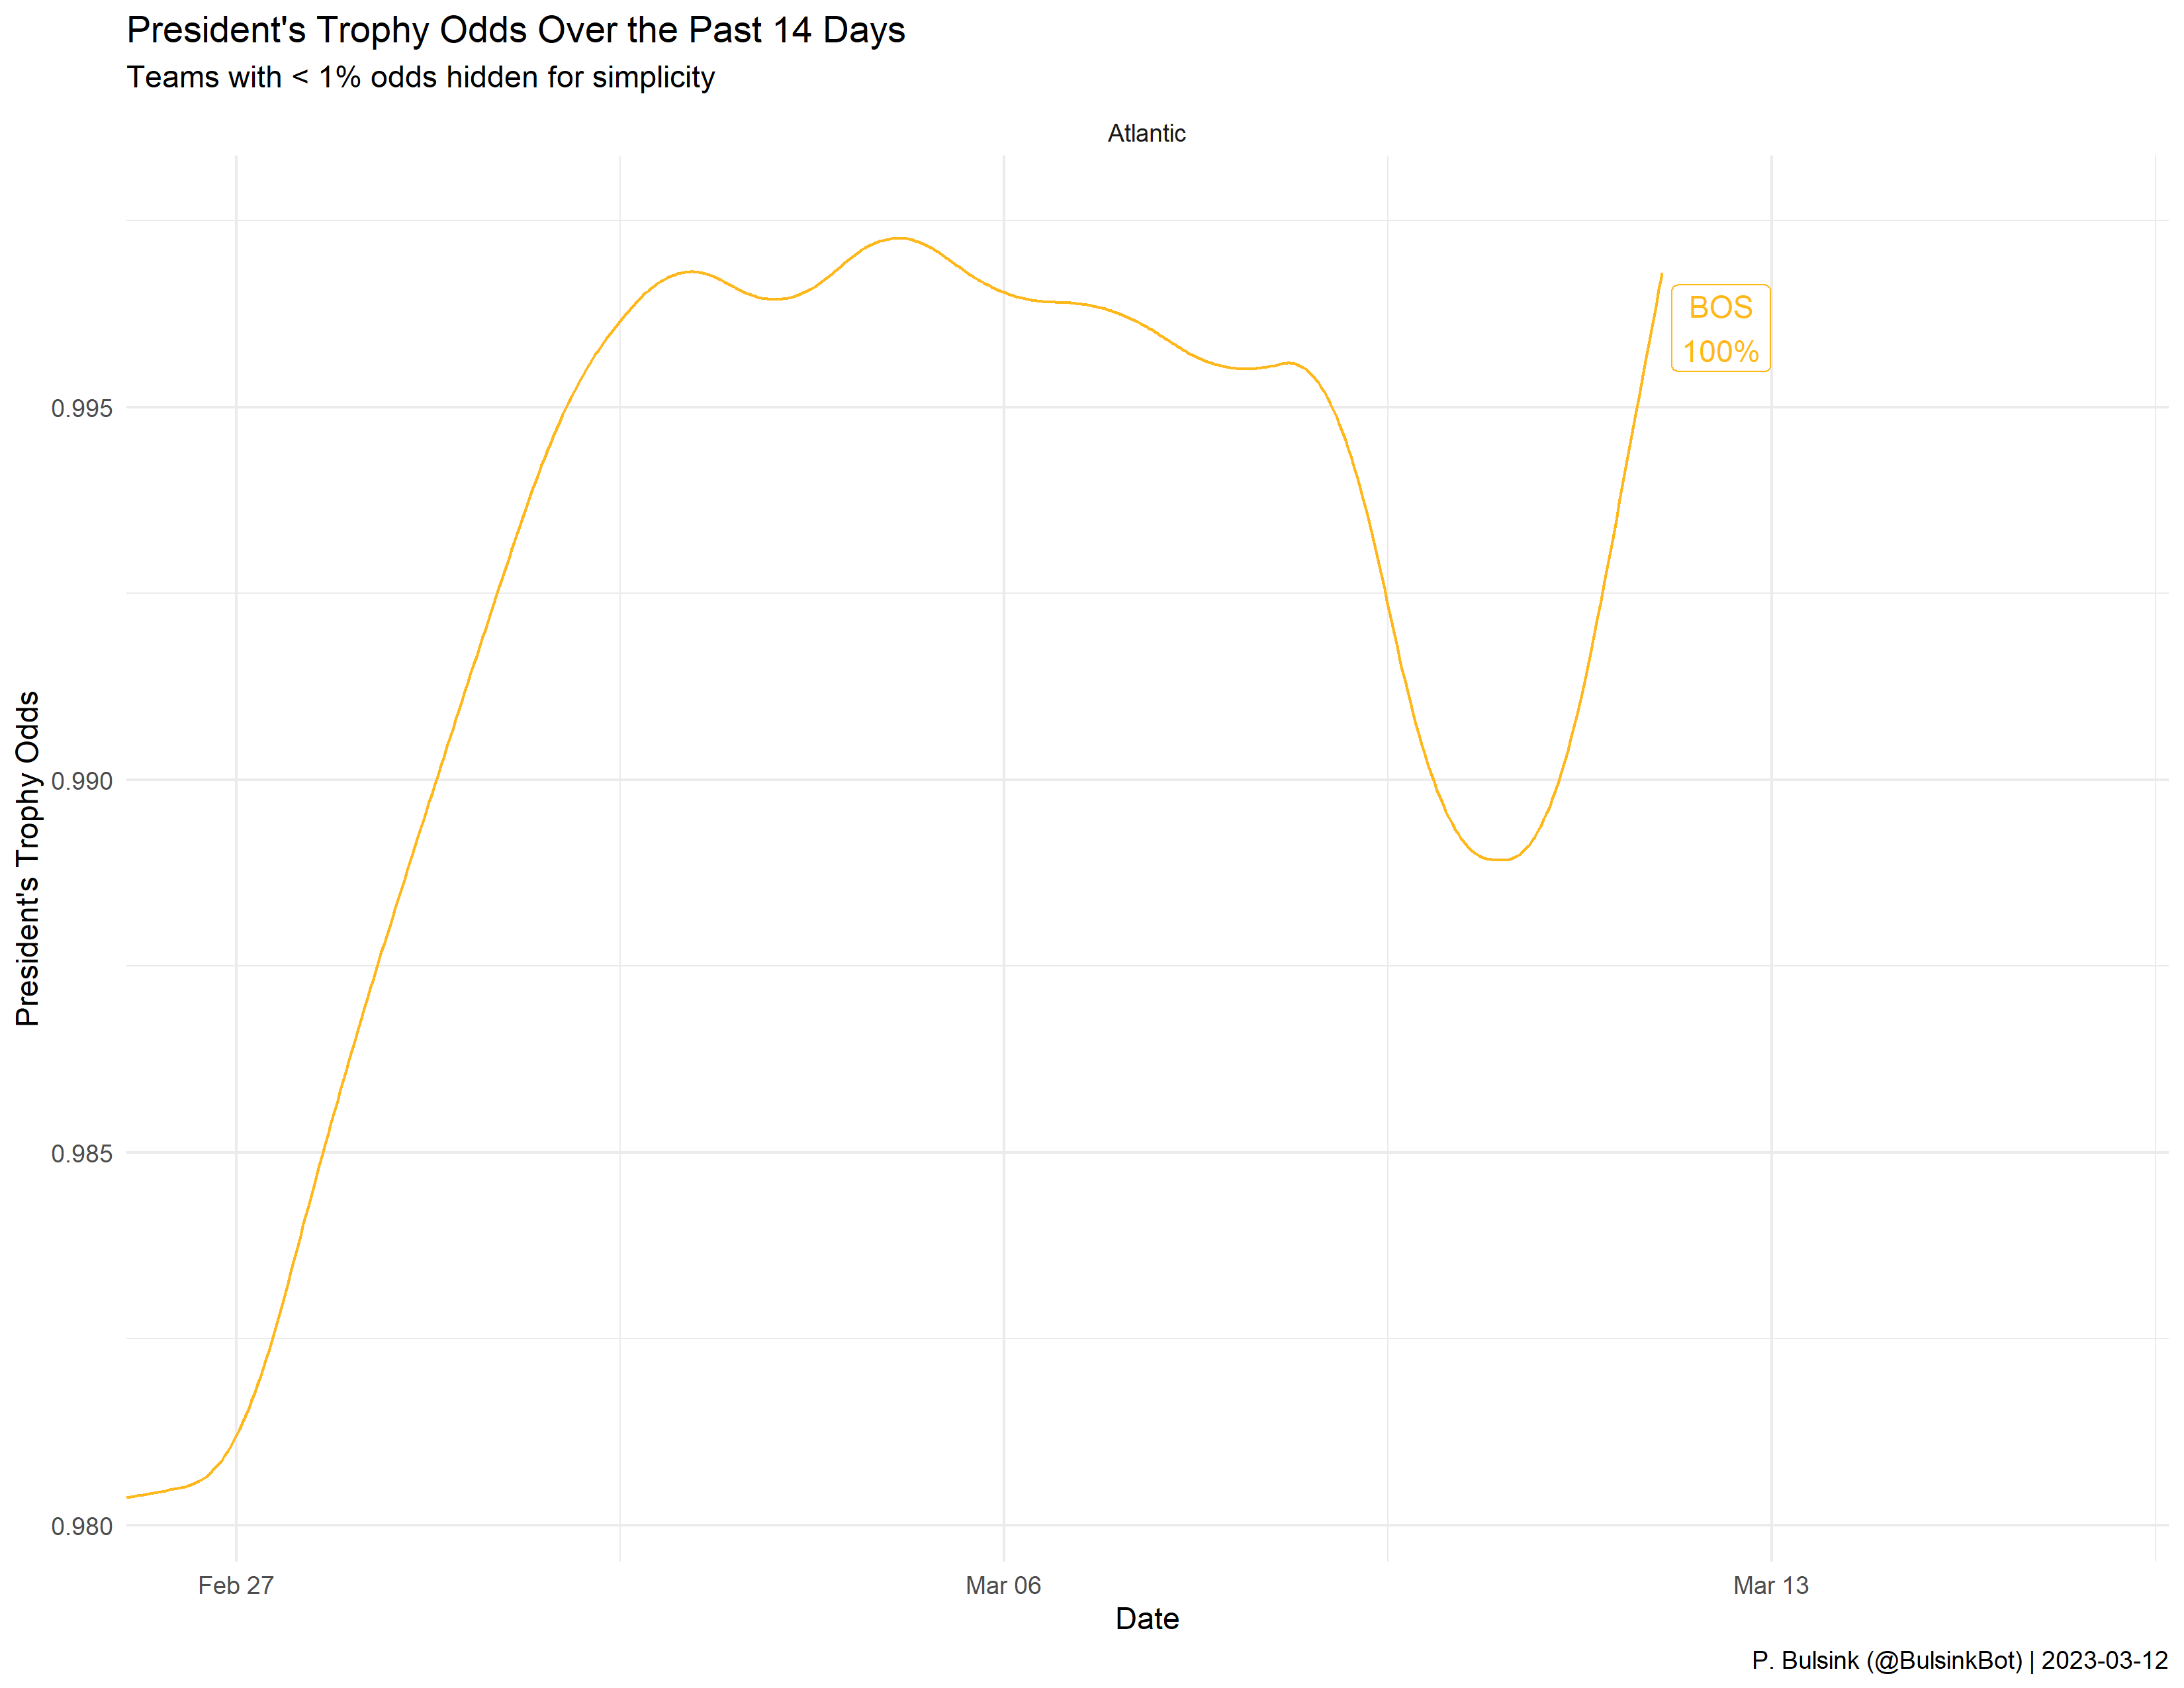 President's Trophy Odds Over the Past 14 Days
Teams with < 1% odds hidden for simplicity
Atlantic
BOS
100%
0.995
0.990
0.985
0.980
President's Trophy Odds
Feb 27
Mar 06
Mar 13
Date
P. Bulsink (@BulsinkBot) | 2023-03-12